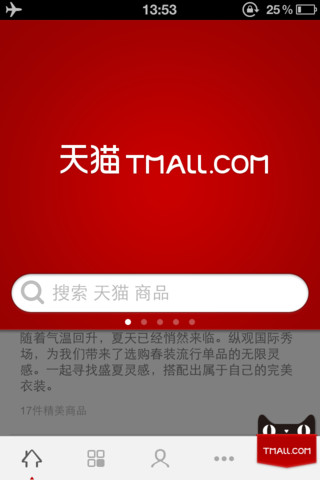 13:53
25%
天猫 TMALL.COM
搜索 天猫 商品
随着气温回升，夏天已经悄然来临。纵观国际秀
场，为我们带来了选购春装流行单品的无限灵
感。一起寻找盛夏灵感，搭配出属于自己的完美
衣装。
17件精美商品
TMALL.COM